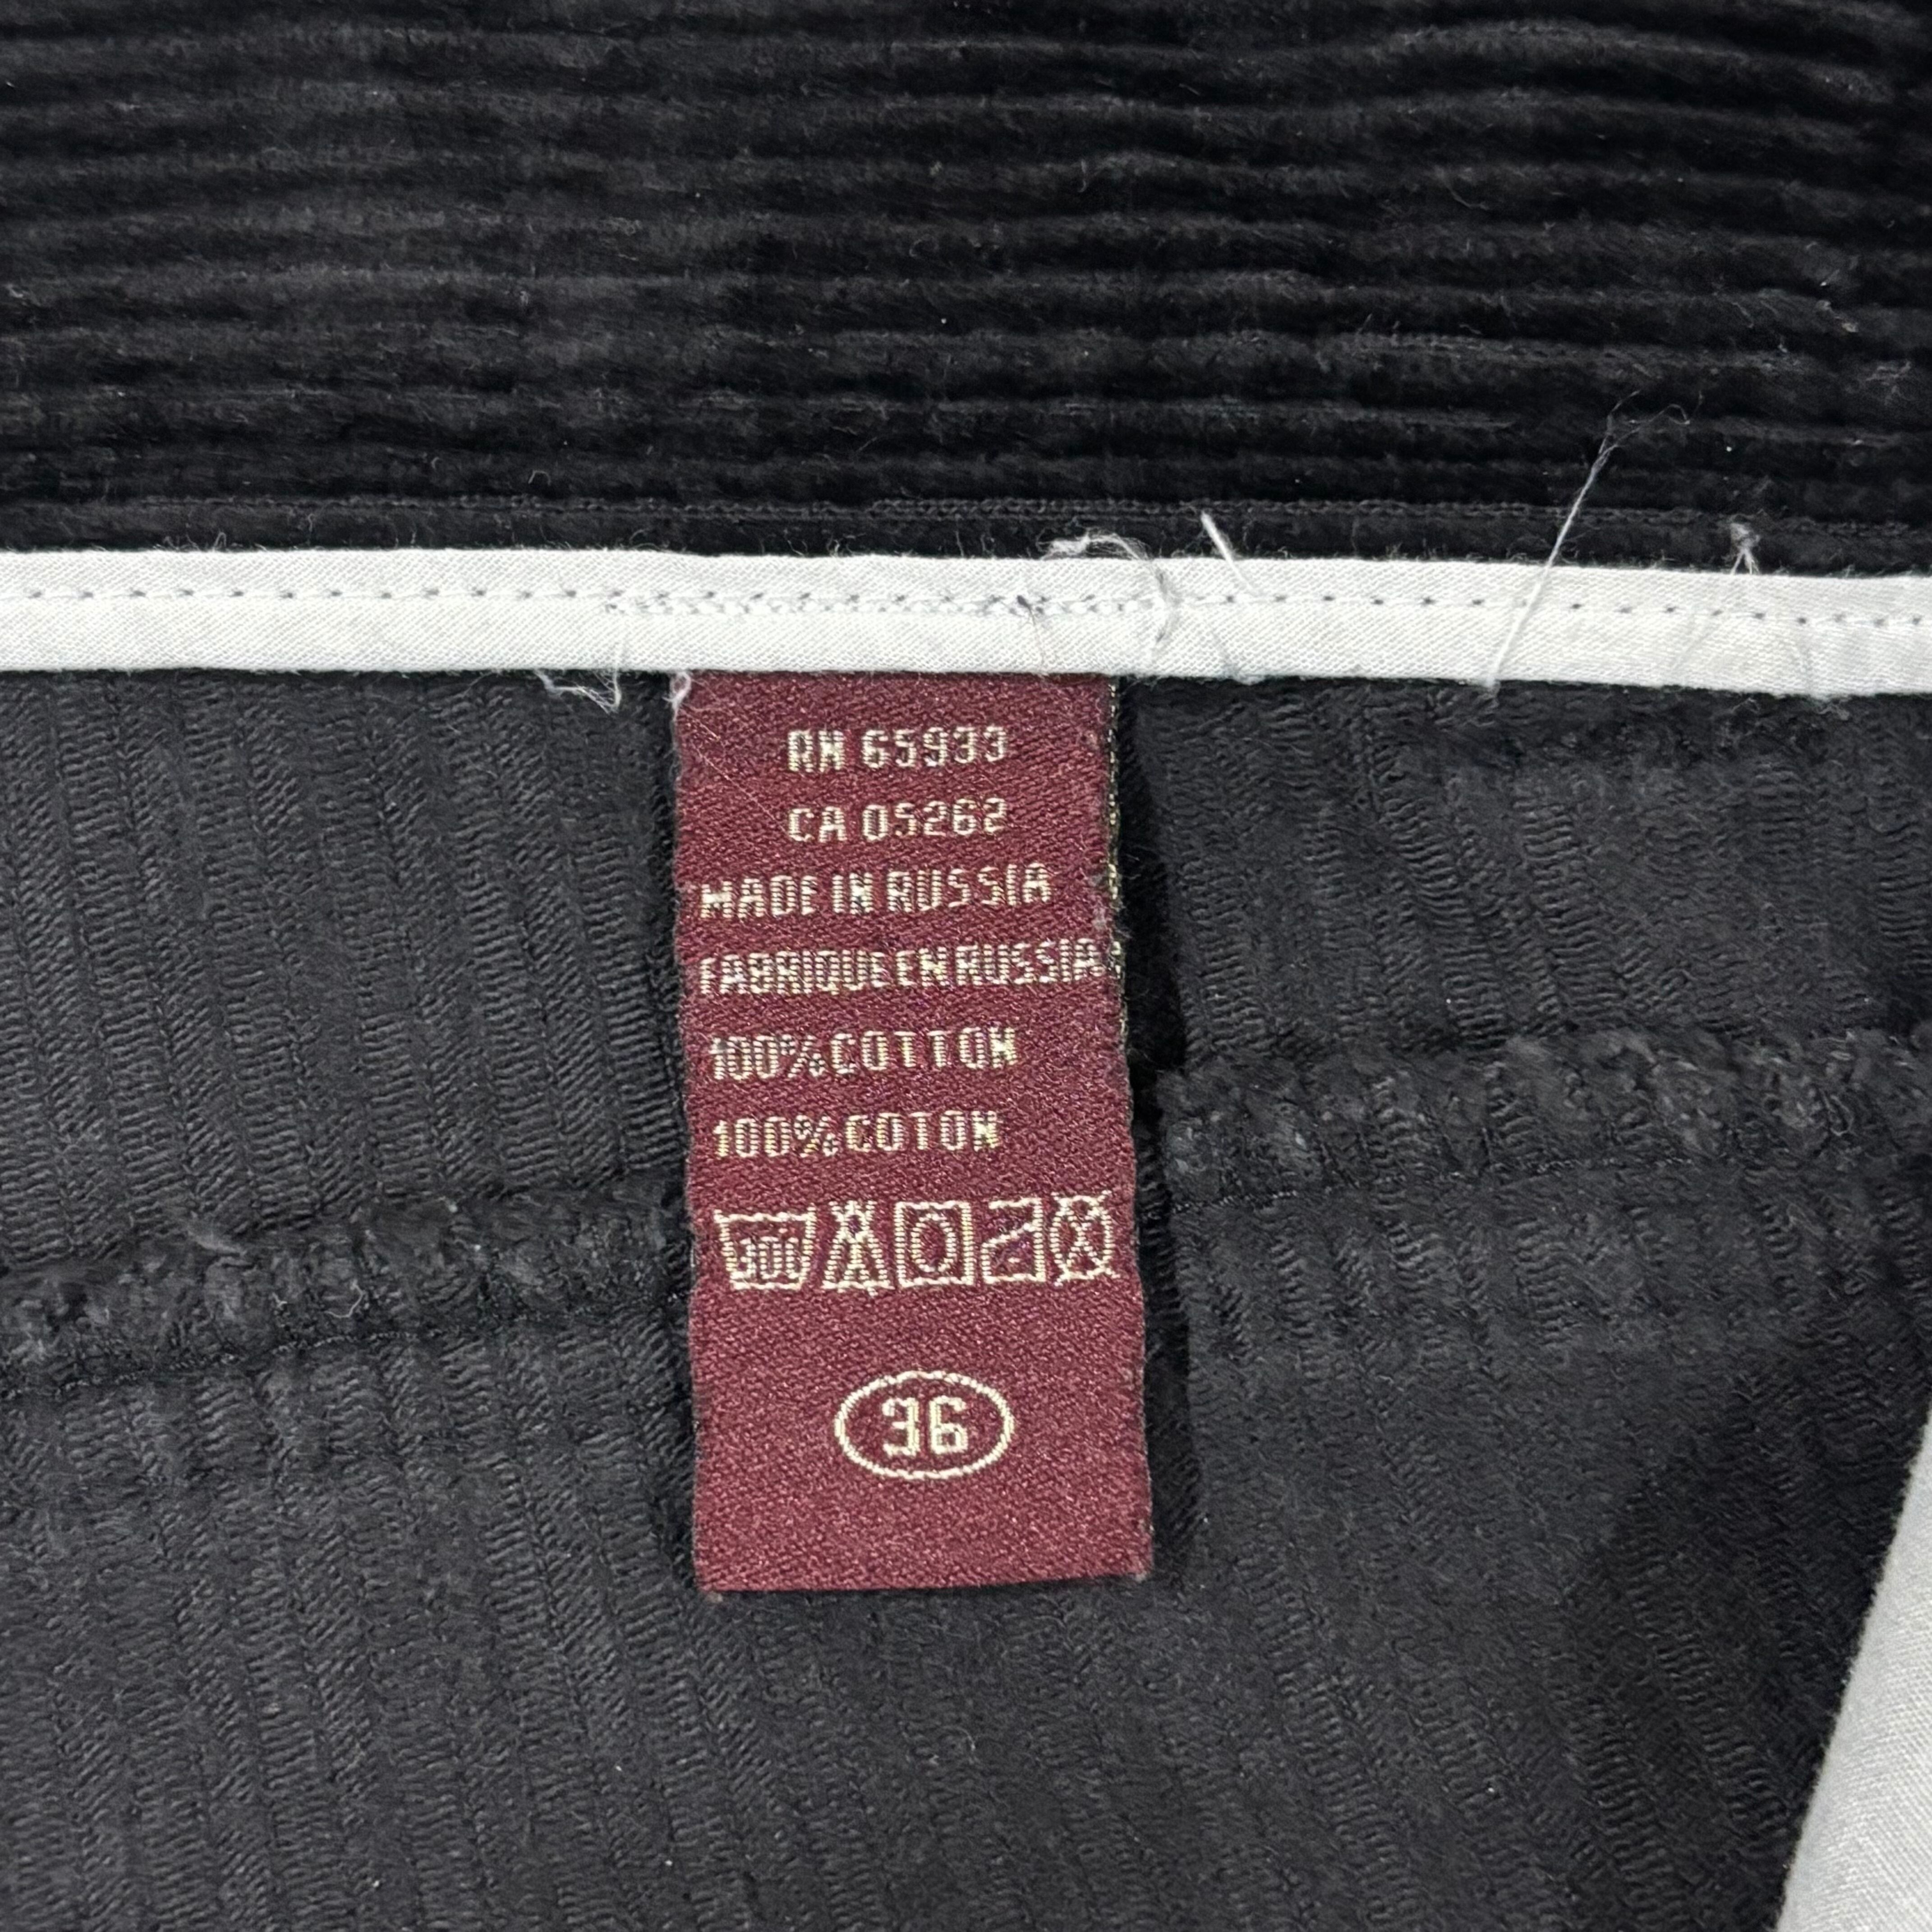 RN 65933
CA 05262
MADE IN RUSSIA
FABRIQUE EN RUSSIA
100% COTTON
100% COTON
36